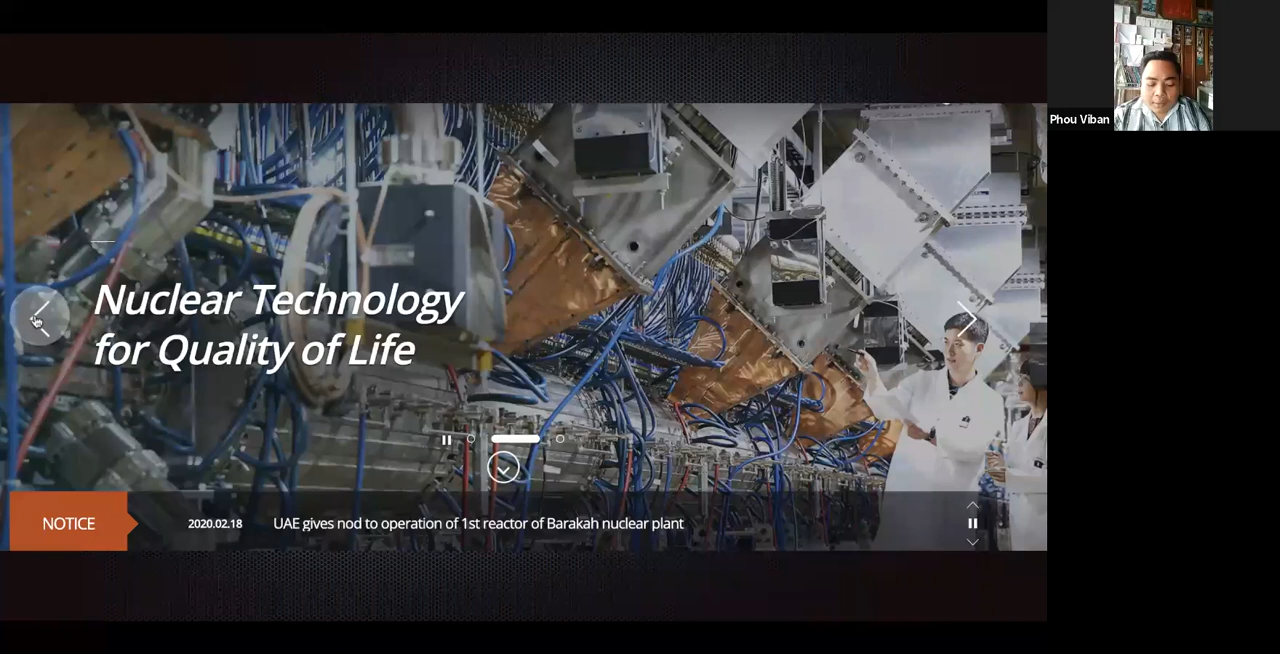 Phou Viban
Nuclear Technology
for Quality of Life
NOTICE
2020.02.18
UAE gives nod to operation of 1st reactor of Barakah nuclear plant